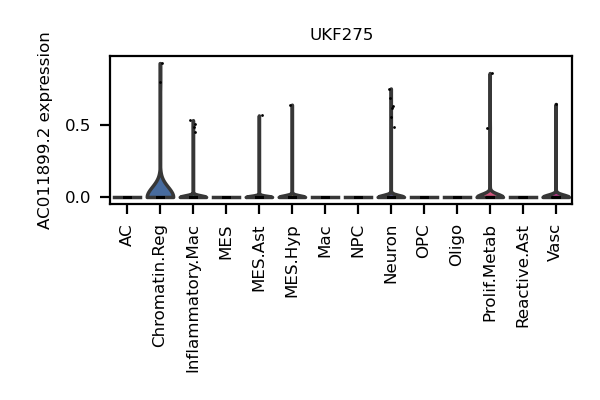 UKF275
AC011899.2 expression
0.5
0.0
AC
Chromatin.Reg
Inflammatory.Mac
MES
MES.Ast
MES.Hyp
Mac
NPC
Neuron
OPC
Oligo
Prolif.Metab
Reactive.Ast
Vasc